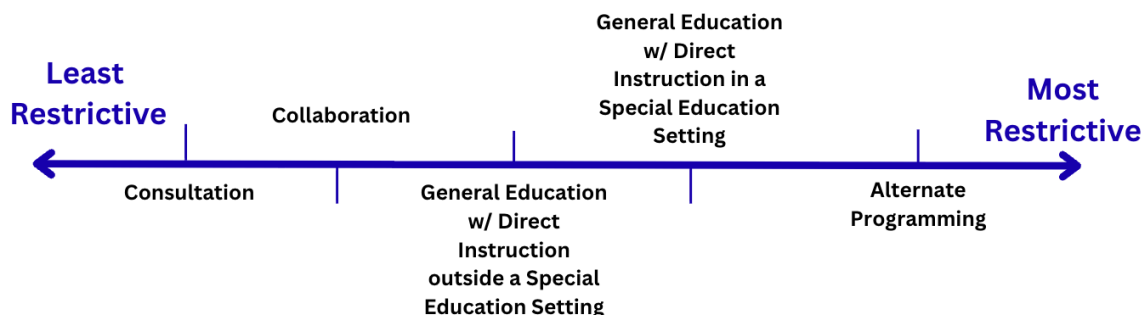 Least
Restrictive
Consultation
Collaboration
General Education
w/ Direct
Instruction
outside a Special
Education Setting
General Education
w/ Direct
Instruction in a
Special Education
Setting
Alternate
Programming
Most
Restrictive